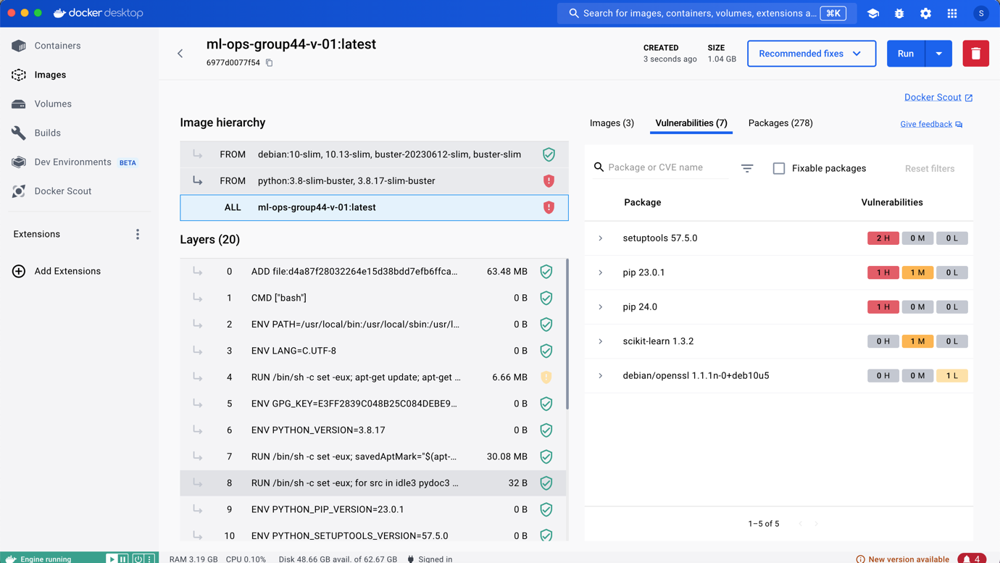 docker desktop
Search for images, containers, volumes, extensions a... ⌘K
S
Containers
Images
Volumes
Builds
Dev Environments BETA
Docker Scout
Extensions
Add Extensions
ml-ops-group44-v-01:latest
6977d0077f54
CREATED
3 seconds ago
SIZE
1.04 GB
Recommended fixes
Run
Docker Scout
Image hierarchy
FROM debian:10-slim, 10.13-slim, buster-20230612-slim, buster-slim
FROM python:3.8-slim-buster, 3.8.17-slim-buster
ALL ml-ops-group44-v-01:latest
Layers (20)
0 ADD file:d4a87f28032264e15d38bdd7efb6ffca... 63.48 MB
1 CMD ["bash"] 0 B
2 ENV PATH=/usr/local/bin:/usr/local/sbin:/usr/l... 0 B
3 ENV LANG=C.UTF-8 0 B
4 RUN /bin/sh -c set -eux; apt-get update; apt-get ... 6.66 MB
5 ENV GPG_KEY=E3FF2839C048B25C084DEBE9... 0 B
6 ENV PYTHON_VERSION=3.8.17 0 B
7 RUN /bin/sh -c set -eux; savedAptMark="$(apt-... 30.08 MB
8 RUN /bin/sh -c set -eux; for src in idle3 pydoc3 ... 32 B
9 ENV PYTHON_PIP_VERSION=23.0.1 0 B
10 ENV PYTHON_SETUPTOOLS_VERSION=57.5.0 0 B
Images (3) Vulnerabilities (7) Packages (278)
Give feedback
Package or CVE name
Fixable packages
Reset filters
Package Vulnerabilities
setuptools 57.5.0 2 H 0 M 0 L
pip 23.0.1 1 H 1 M 0 L
pip 24.0 1 H 0 M 0 L
scikit-learn 1.3.2 0 H 1 M 0 L
debian/openssl 1.1.1n-0+deb10u5 0 H 0 M 1 L
1–5 of 5
Engine running
RAM 3.19 GB CPU 0.10% Disk 48.66 GB avail. of 62.67 GB Signed in
New version available
4